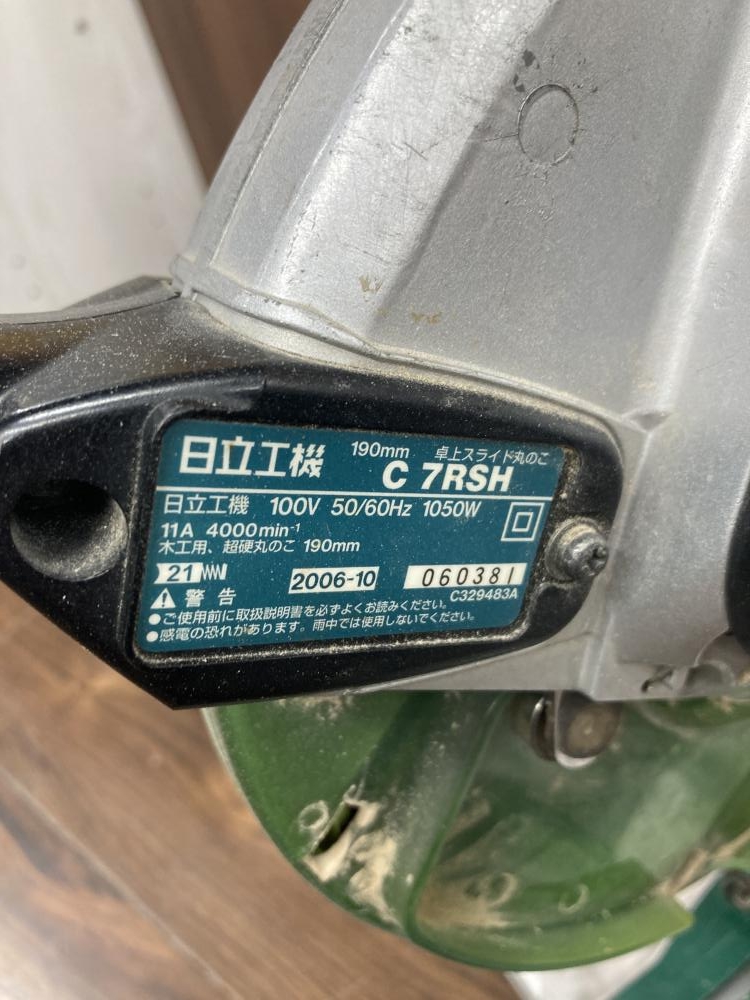 日立工機 190mm 卓上スライド丸のこ
C 7RSH
日立工機 100V 50/60Hz 1050W
11A 4000min⁻¹
木工用、超硬丸のこ 190mm
21 2006-10 060381
C329483A
警告
●ご使用前に取扱説明書を必ずよくお読みください。
●感電の恐れがあります。雨中では使用しないでください。